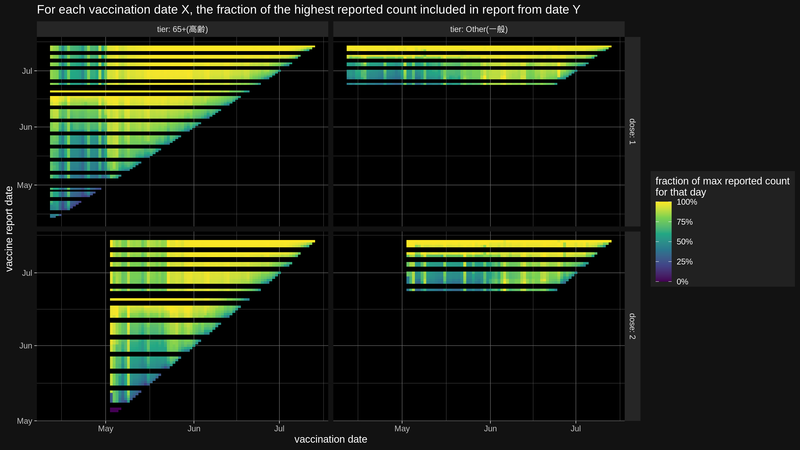 For each vaccination date X, the fraction of the highest reported count included in report from date Y
tier: 65+(高齢)
tier: Other(一般)
Jul
Jun
May
dose: 1
Jul
Jun
May
dose: 2
vaccine report date
May
Jun
Jul
May
Jun
Jul
vaccination date
fraction of max reported count
for that day
100%
75%
50%
25%
0%